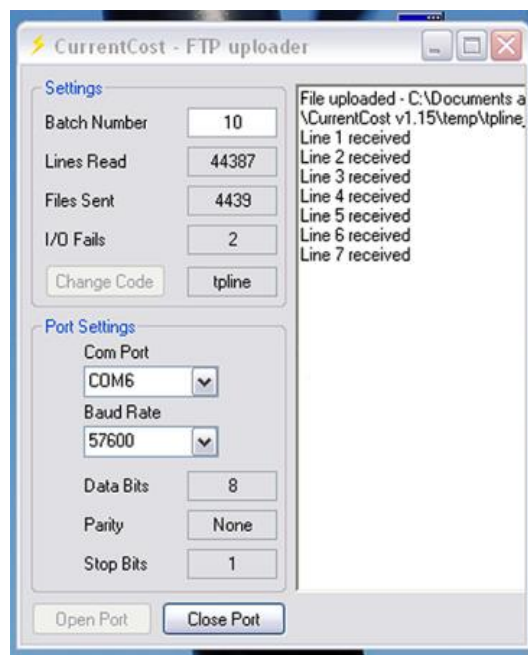 CurrentCost - FTP uploader
Settings
Batch Number 10
Lines Read 44387
Files Sent 4439
I/O Fails 2
Change Code tpline
Port Settings
Com Port
COM6
Baud Rate
57600
Data Bits 8
Parity None
Stop Bits 1
Open Port Close Port
File uploaded - C:\Documents a
\CurrentCost v1.15\temp\tpline_
Line 1 received
Line 2 received
Line 3 received
Line 4 received
Line 5 received
Line 6 received
Line 7 received